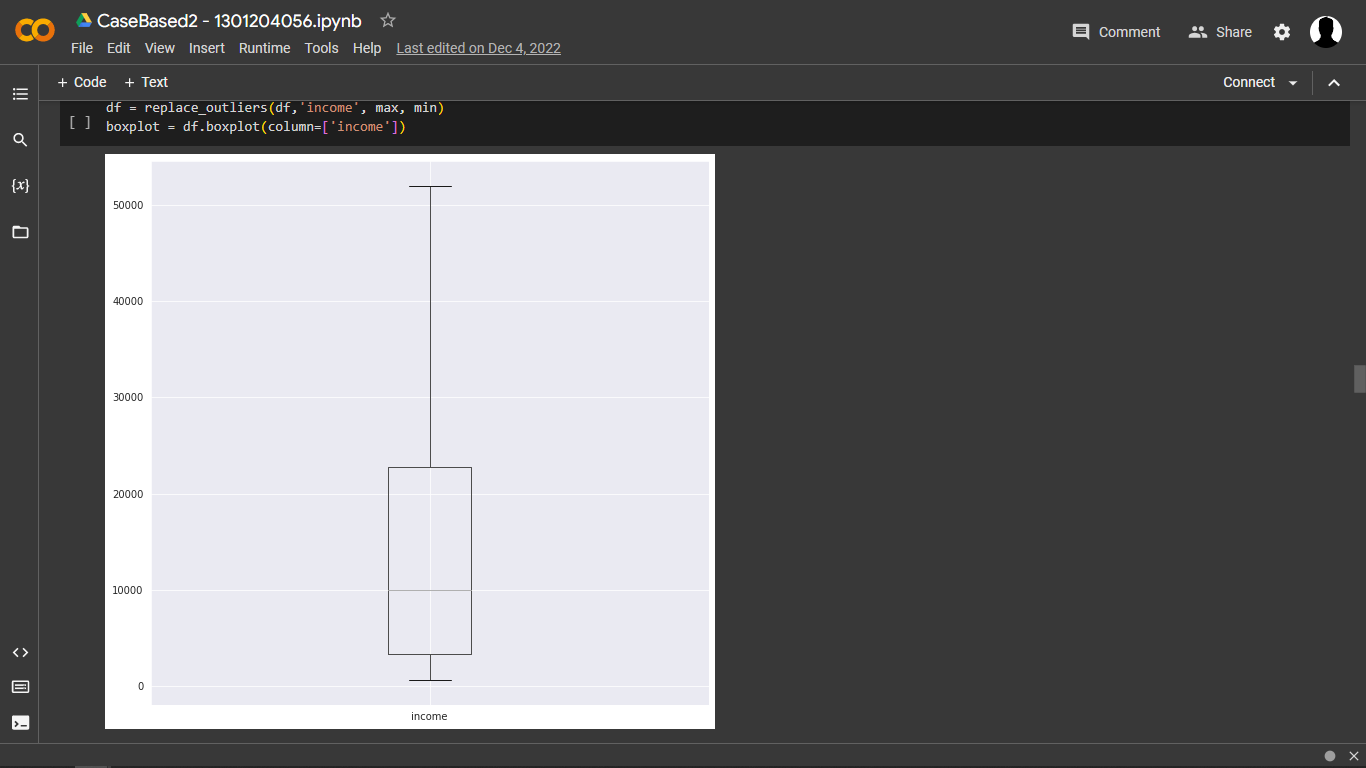 CaseBased2 - 1301204056.ipynb
File Edit View Insert Runtime Tools Help Last edited on Dec 4, 2022
Comment Share
+ Code + Text
Connect
{x}
df = replace_outliers(df,'income', max, min)
[ ] boxplot = df.boxplot(column=['income'])
50000
40000
30000
20000
10000
0
income